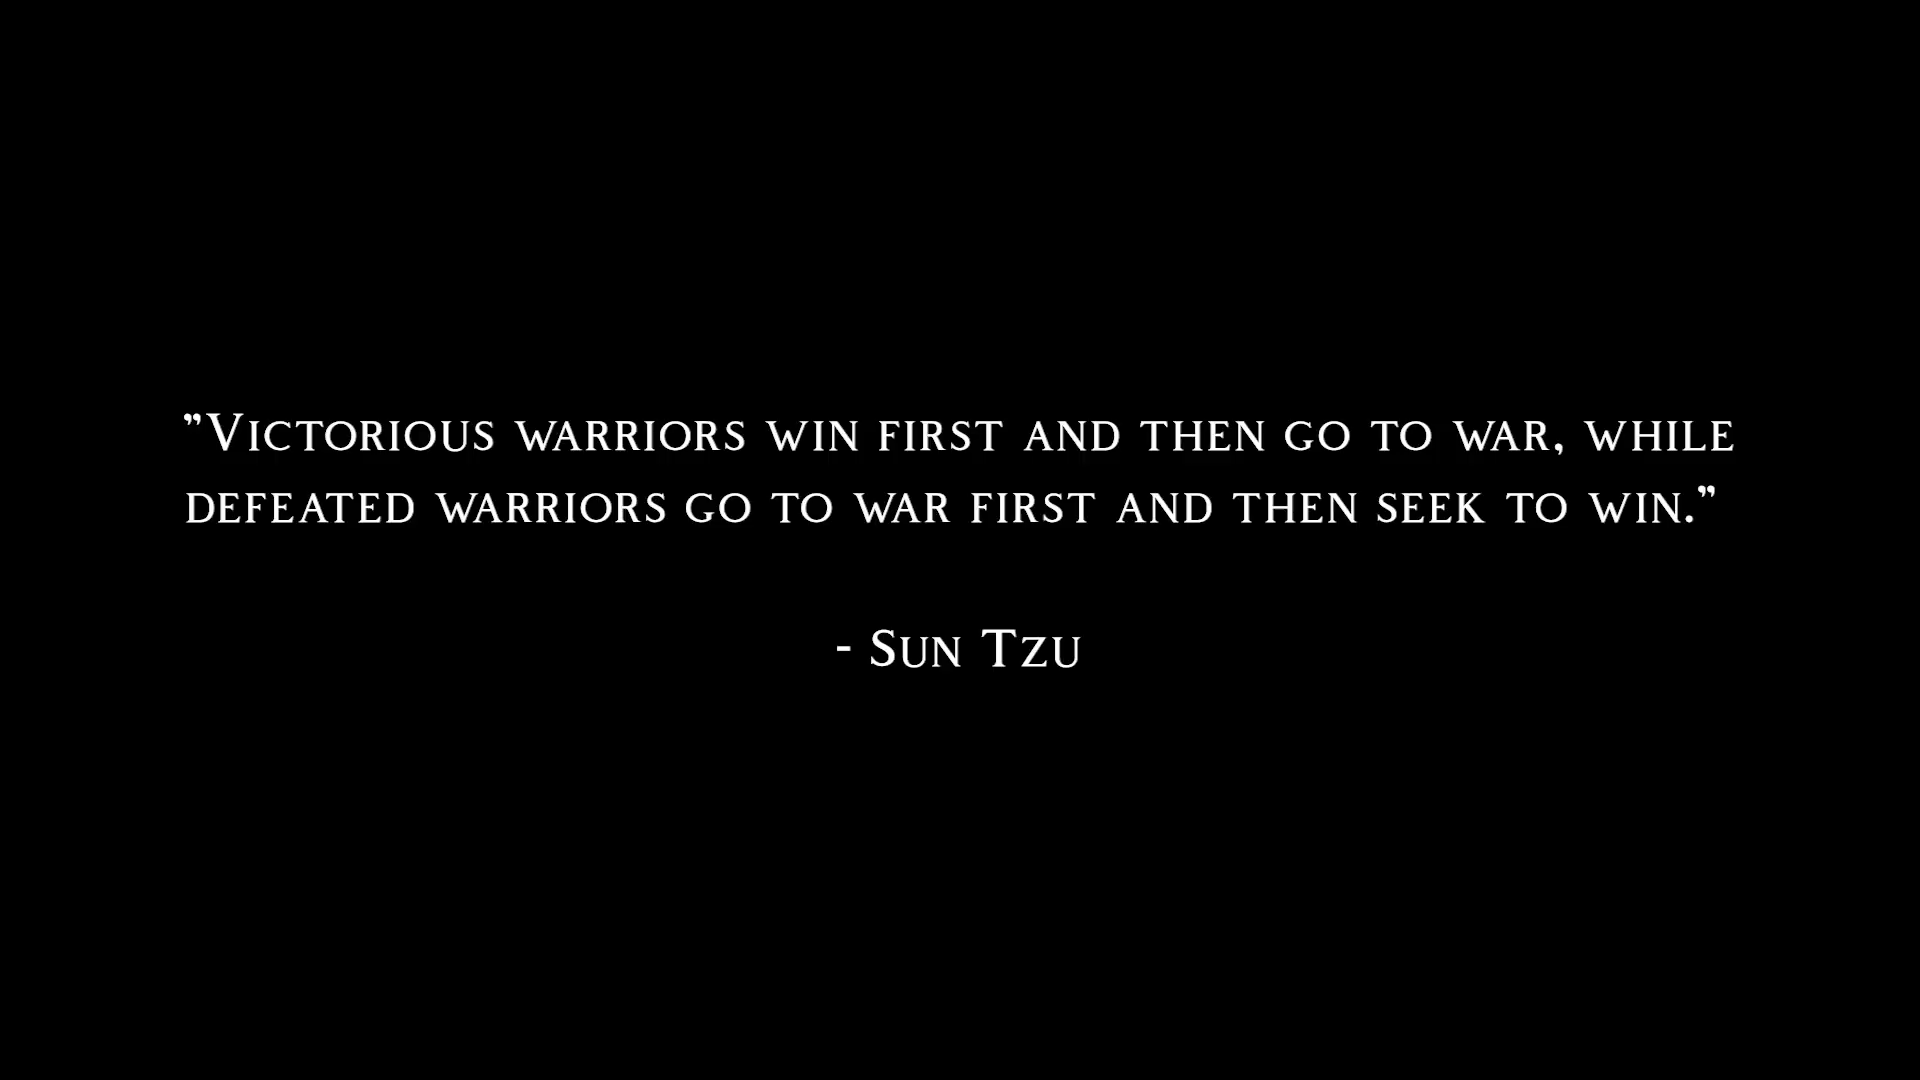 "Victorious warriors win first and then go to war, while
defeated warriors go to war first and then seek to win."
- Sun Tzu